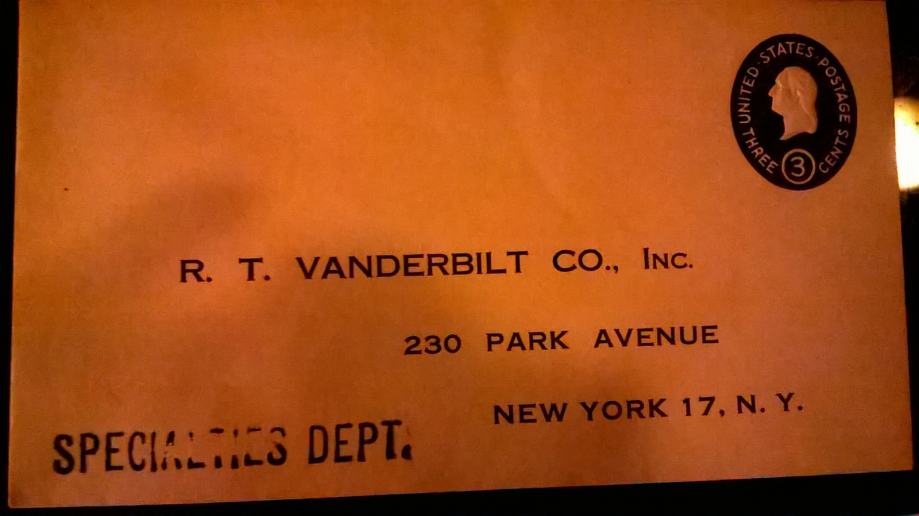 UNITED STATES POSTAGE
THREE 3 CENTS
R. T. VANDERBILT CO., INC.
230 PARK AVENUE
NEW YORK 17, N. Y.
SPECIALTIES DEPT.